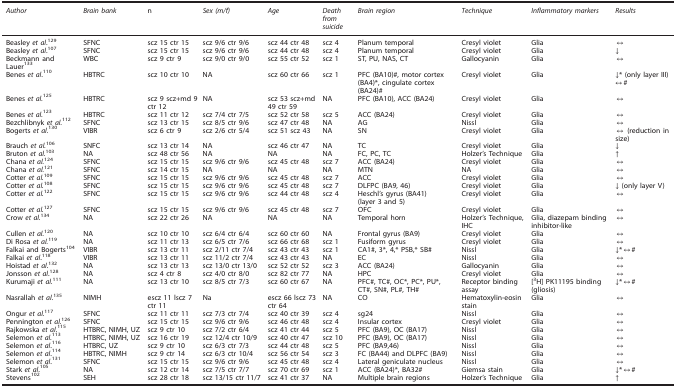 Author Brain bank n Sex (m/f) Age Death from suicide Brain region Technique Inflammatory markers Results
Beasley et al.129 SFNC scz 15 ctr 15 scz 9/6 ctr 9/6 scz 44 ctr 48 scz 4 Planum temporal Cresyl violet Glia ↔
Beasley et al.107 SFNC scz 15 ctr 15 scz 9/6 ctr 9/6 scz 44 ctr 48 scz 4 Planum temporal Cresyl violet Glia ↓
Beckmann and Lauer133 WBC scz 9 ctr 9 scz 9/0 ctr 9/0 scz 55 ctr 52 scz 1 ST, PU, NAS, CT Gallocyanin Glia ↔
Benes et al.110 HBTRC scz 10 ctr 10 NA scz 60 ctr 66 scz 1 PFC (BA10)#, motor cortex (BA4)*, cingulate cortex (BA24)# Cresyl violet Glia ↓* (only layer III) ↔#
Benes et al.125 HBTRC scz 9 scz+md 9 ctr 12 NA scz 53 scz+md 49 ctr 59 NA PFC (BA10), ACC (BA24) Cresyl violet Glia ↔
Benes et al.123 HBTRC scz 11 ctr 12 scz 7/4 ctr 7/5 scz 52 ctr 58 scz 5 ACC (BA24) Cresyl violet Glia ↔
Bezchlibnyk et al.112 SFNC scz 13 ctr 15 scz 8/5 ctr 9/6 scz 47 ctr 48 NA AG Nissl Glia ↔
Bogerts et al.130 VIBR scz 6 ctr 9 scz 2/6 ctr 5/4 scz 51 scz 43 NA SN Cresyl violet Glia ↔ (reduction in size)
Brauch et al.106 SNFC scz 13 ctr 14 NA scz 46 ctr 47 NA TC Cresyl violet Glia ↓
Bruton et al.103 NA scz 48 ctr 56 NA NA NA FC, PC, TC Holzer's Technique Glia ↑
Chana et al.124 SFNC scz 15 ctr 15 scz 9/6 ctr 9/6 scz 45 ctr 48 scz 7 ACC (BA24) Cresyl violet Glia ↔
Chana et al.121 SFNC scz 14 ctr 15 NA NA NA MTN NA Glia ↔
Cotter et al.109 SFNC scz 15 ctr 15 scz 9/6 ctr 9/6 scz 45 ctr 48 scz 7 ACC Cresyl violet Glia ↔
Cotter et al.108 SFNC scz 15 ctr 15 scz 9/6 ctr 9/6 scz 45 ctr 48 scz 7 DLFPC (BA9, 46) Cresyl violet Glia ↓ (only layer V)
Cotter et al.122 SFNC scz 15 ctr 15 scz 9/6 ctr 9/6 scz 44 ctr 48 scz 4 Heschl's gyrus (BA41) (layer 3 and 5) Cresyl violet Glia ↔
Cotter et al.127 SFNC scz 15 ctr 15 scz 9/6 ctr 9/6 scz 45 ctr 48 scz 7 OFC Cresyl violet Glia ↔
Crow et al.134 NA scz 22 ctr 26 NA NA NA Temporal horn Holzer's Technique, IHC Glia, diazepam binding inhibitor-like ↔
Cullen et al.120 NA scz 10 ctr 10 scz 6/4 ctr 6/4 scz 60 ctr 60 NA Frontal gyrus (BA9) Cresyl violet Glia ↔
Di Rosa et al.119 NA scz 11 ctr 13 scz 6/5 ctr 7/6 scz 66 ctr 68 scz 1 Fusiform gyrus Cresyl violet Glia ↔
Falkai and Bogerts104 VIBR scz 13 ctr 11 scz 2/11 ctr 7/4 scz 43 ctr 43 scz 1 CA1#, 3*, 4,* PSB,* SB# Nissl Glia ↓*↔#
Falkai et al.118 VIBR scz 13 ctr 11 scz 11/2 ctr 7/4 scz 43 ctr 43 NA EC Nissl Glia ↔
Hoistad et al.132 NA scz 13 ctr 13 scz 13/0 ctr 13/0 scz 52 ctr 52 scz 3 ACC (BA24) Gallocyanin Glia ↔
Jonsson et al.128 NA scz 4 ctr 8 scz 4/0 ctr 8/0 scz 82 ctr 77 NA HPC Cresyl violet Glia ↔
Kurumaji et al.111 NA scz 13 ctr 10 scz 8/5 ctr 7/3 scz 60 ctr 67 NA PFC#, TC#, OC*, PC*, PU*, CT#, SN#, PL#, TH# Receptor binding assay [3H] PK11195 binding (gliosis) ↓*↔#
Nasrallah et al.135 NIMH escz 11 lscz 7 ctr 11 Na escz 66 lscz 73 ctr 64 NA CO Hematoxylin-eosin stain Glia ↔
Ongur et al.117 SFNC scz 11 ctr 11 scz 7/3 ctr 7/4 scz 40 ctr 39 scz 4 sg24 Nissl Glia ↔
Pennington et al.126 SFNC scz 15 ctr 15 scz 9/6 ctr 9/6 scz 46 ctr 48 scz 4 Insular cortex Cresyl violet Glia ↔
Rajkowska et al.115 HBTRC, NIMH, UZ scz 9 ctr 10 scz 7/2 ctr 6/4 scz 41 ctr 44 scz 5 PFC (BA9), OC (BA17) Nissl Glia ↔
Selemon et al.113 HBTRC, NIMH, UZ scz 16 ctr 19 scz 12/4 ctr 10/9 scz 40 ctr 47 scz 10 PFC (BA9), OC (BA17) Nissl Glia ↔
Selemon et al.116 HBTRC, UZ scz 9 ctr 10 scz 6/3 ctr 7/3 scz 44 ctr 48 scz 5 PFC (BA9,46) Nissl Glia ↔
Selemon et al.114 HBTRC, NIMH scz 9 ctr 14 scz 6/3 ctr 10/4 scz 56 ctr 54 scz 3 FC (BA44) and DLPFC (BA9) Nissl Glia ↔
Selemon et al.131 SFNC scz 15 ctr 15 scz 9/6 ctr 9/6 scz 45 ctr 48 scz 4 Lateral geniculate nucleus Nissl Glia ↔
Stark et al.105 NA scz 12 ctr 14 scz 7/5 ctr 7/7 scz 70 ctr 69 scz 1 ACC (BA24)*, BA32# Giemsa stain Glia ↓*↔#
Stevens102 SEH scz 28 ctr 18 scz 13/15 ctr 11/7 scz 41 ctr 37 NA Multiple brain regions Holzer's Technique Glia ↑